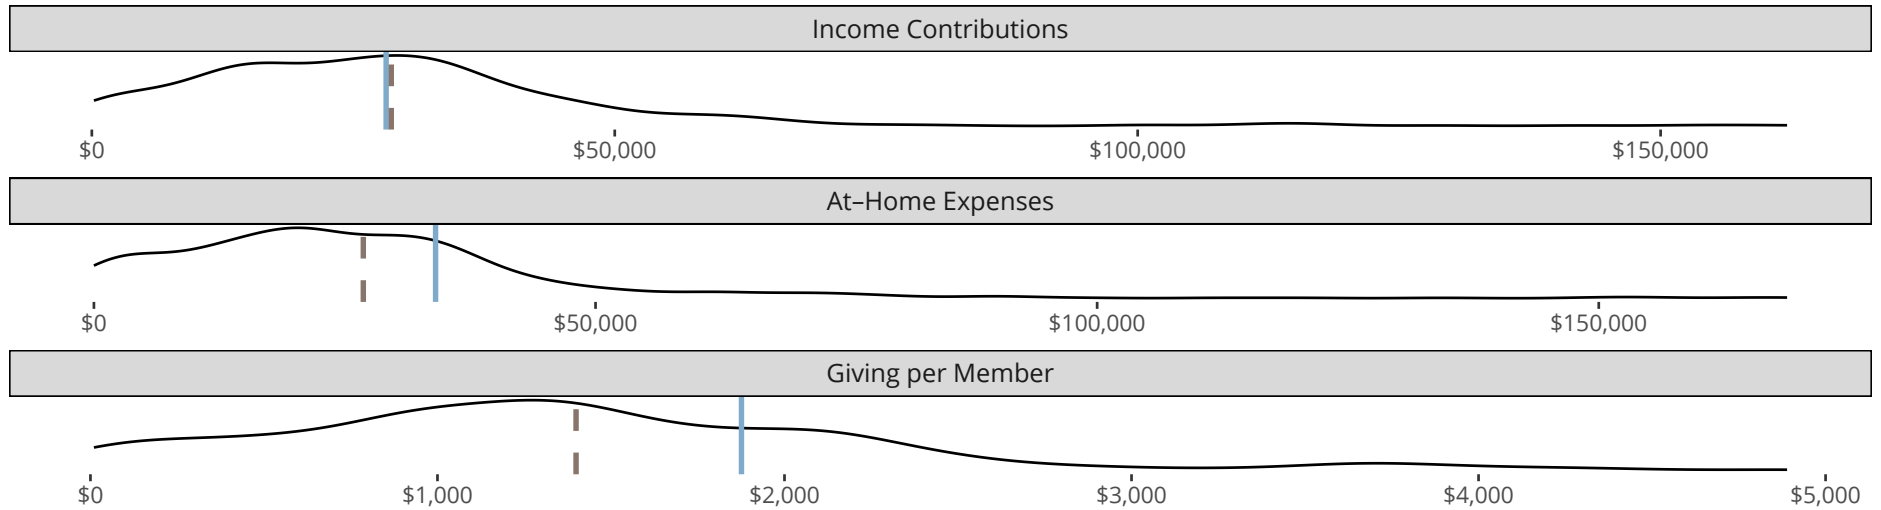 Income Contributions
$0 $50,000 $100,000 $150,000
At–Home Expenses
$0 $50,000 $100,000 $150,000
Giving per Member
$0 $1,000 $2,000 $3,000 $4,000 $5,000